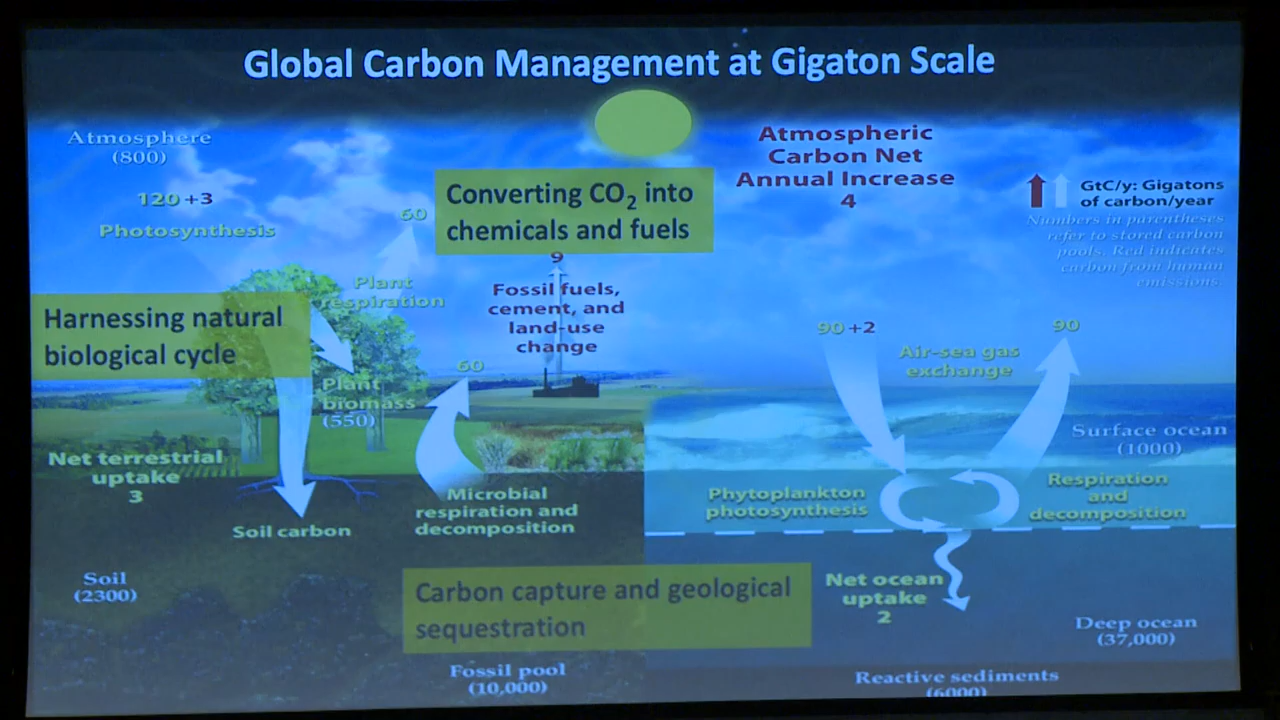 Global Carbon Management at Gigaton Scale
Atmosphere
(800)
120 +3
Photosynthesis
60
Converting CO2 into
chemicals and fuels
Atmospheric
Carbon Net
Annual Increase
4
GtC/y: Gigatons
of carbon/year
Numbers in parentheses
refer to stored carbon
pools. Red indicates
carbon from human
emissions.
Plant
respiration
9
Fossil fuels,
cement, and
land-use
change
Harnessing natural
biological cycle
90 +2
90
Air-sea gas
exchange
60
Plant
biomass
(550)
Surface ocean
(1000)
Net terrestrial
uptake
3
Microbial
respiration and
decomposition
Soil carbon
Phytoplankton
photosynthesis
Respiration
and
decomposition
Soil
(2300)
Carbon capture and geological
sequestration
Net ocean
uptake
2
Deep ocean
(37,000)
Fossil pool
(10,000)
Reactive sediments
(6000)